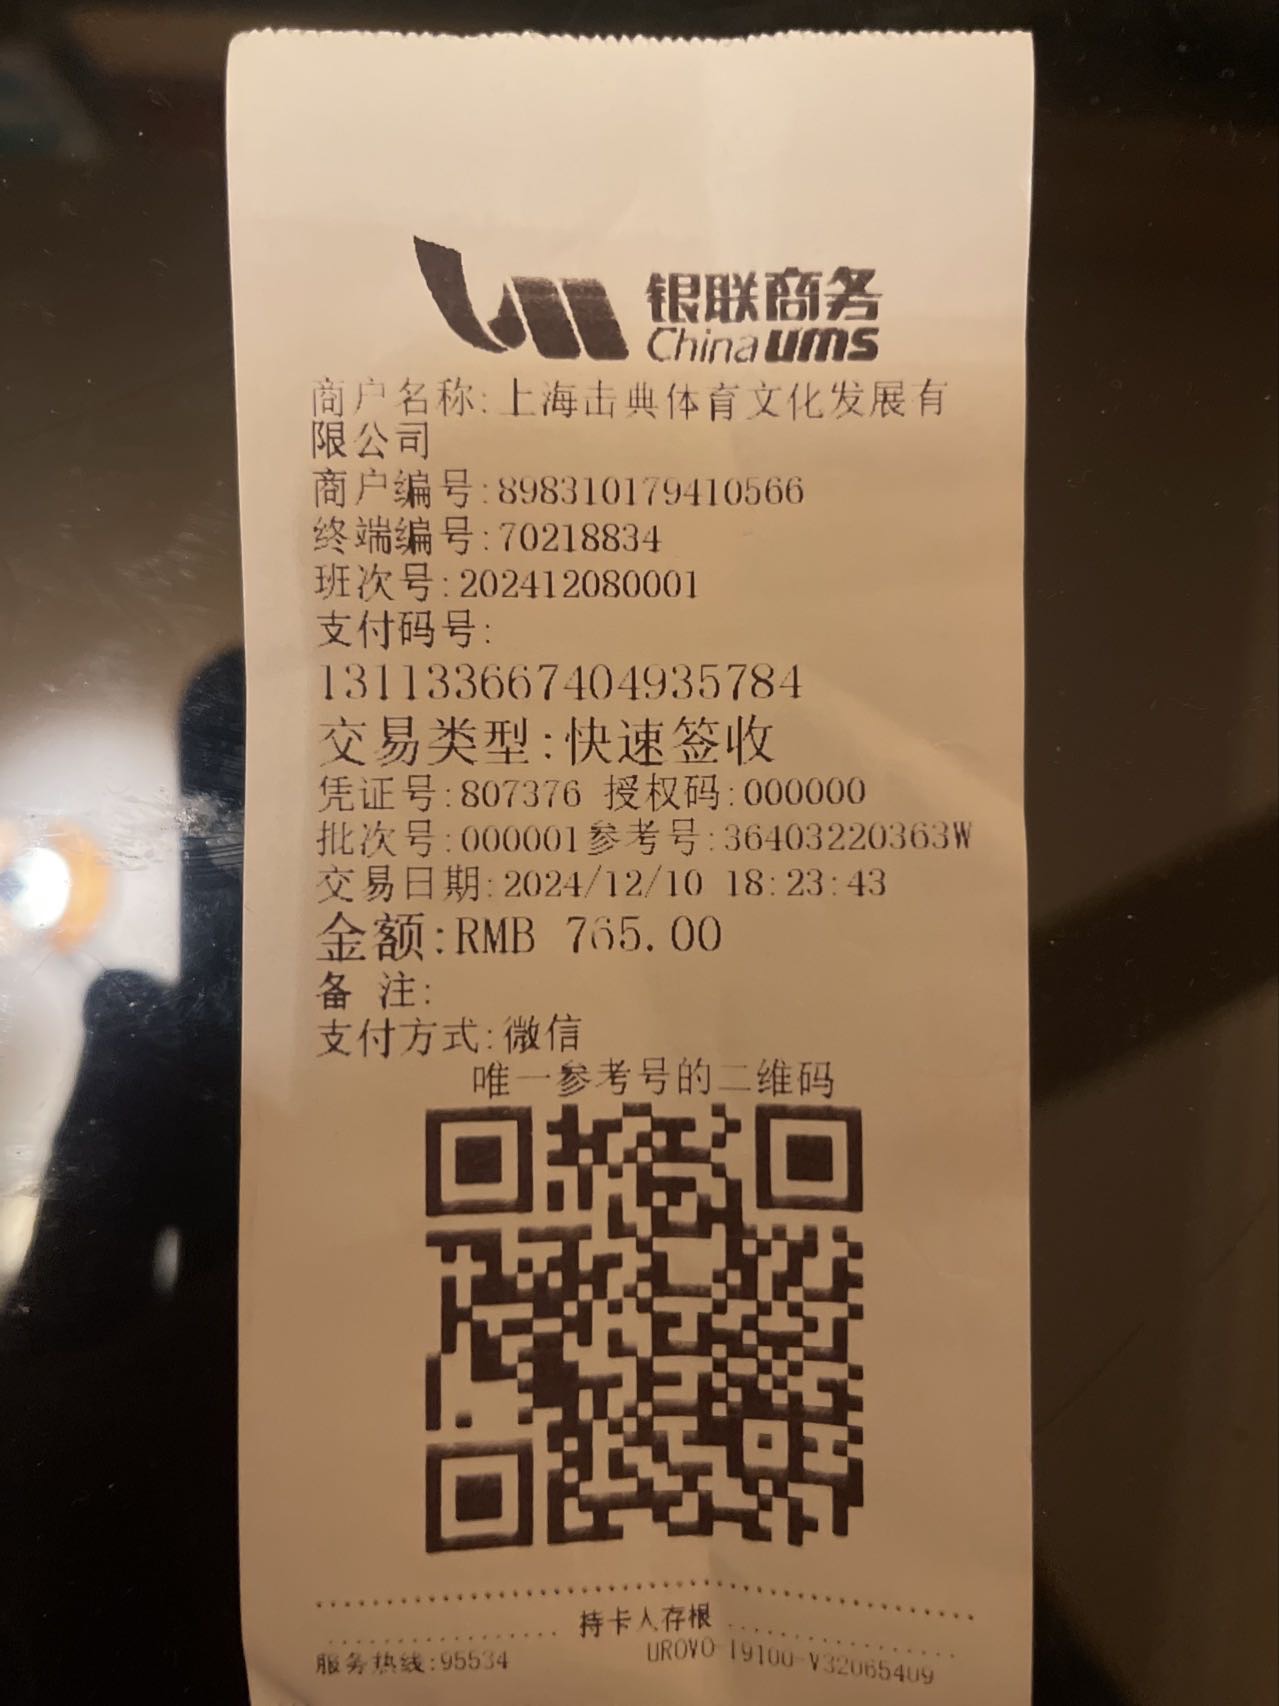 银联商务
China ums
商户名称:上海击典体育文化发展有
限公司
商户编号:898310179410566
终端编号:70218834
班次号:202412080001
支付码号:
131133667404935784
交易类型:快速签收
凭证号:807376 授权码:000000
批次号:000001参考号:36403220363W
交易日期:2024/12/10 18:23:43
金额:RMB 765.00
备 注:
支付方式:微信
唯一参考号的二维码
持卡人存根
服务热线:95534
UROVO I9100-V32065409